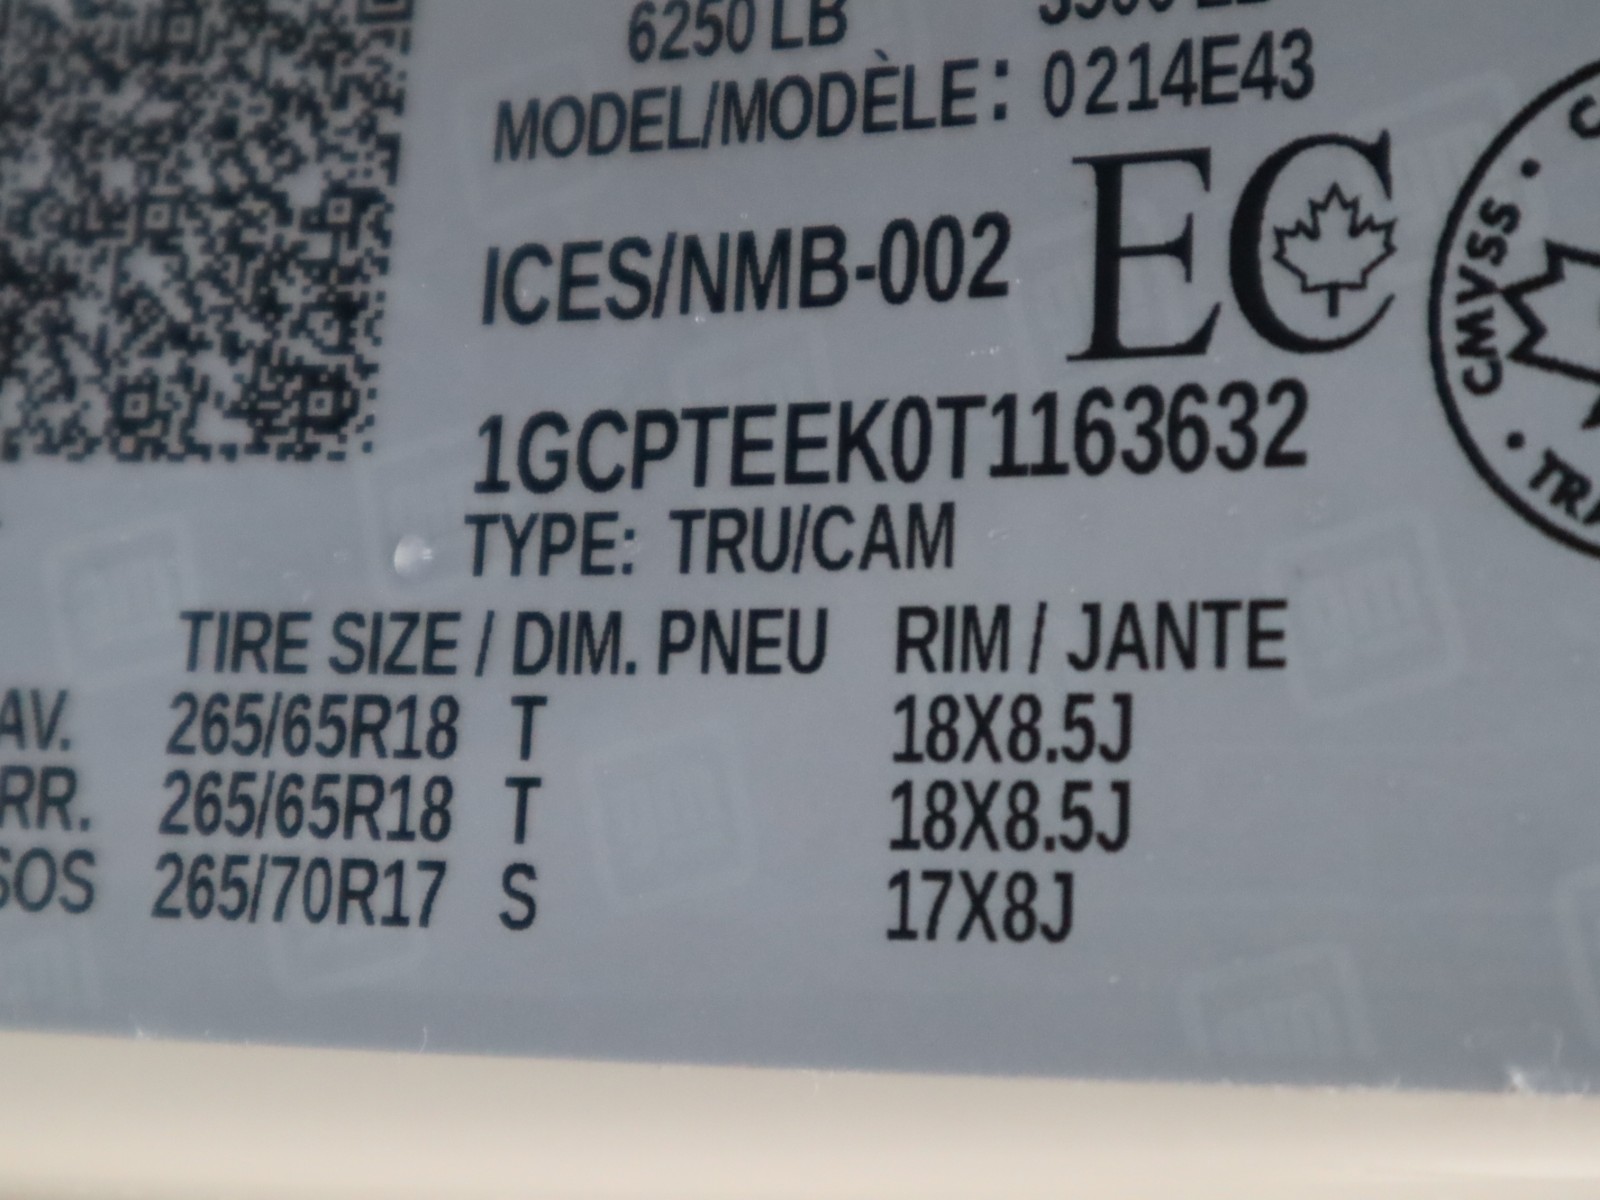 6250 LB
MODEL/MODÈLE: 0214E43
ICES/NMB-002
EC
1GCPTEEK0T1163632
TYPE: TRU/CAM
CMVSS
TIRE SIZE / DIM. PNEU RIM / JANTE
AV. 265/65R18 T 18X8.5J
RR. 265/65R18 T 18X8.5J
SOS 265/70R17 S 17X8J